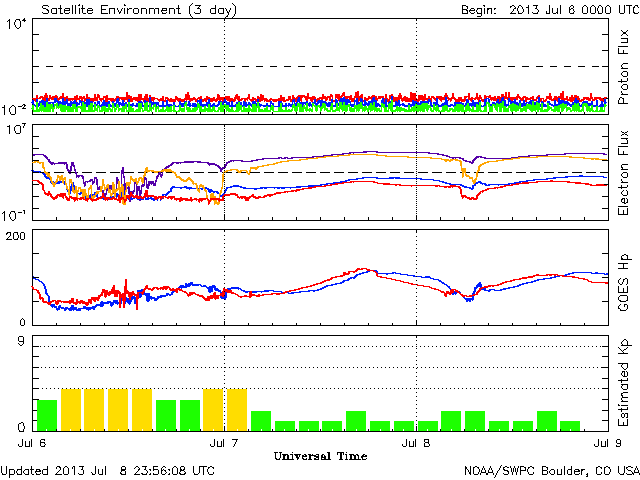 Satellite Environment (3 day) Begin: 2013 Jul 6 0000 UTC
10^4
10^-2
Proton Flux
10^7
10^-1
Electron Flux
200
0
GOES Hp
9
0
Estimated Kp
Jul 6 Jul 7 Jul 8 Jul 9
Universal Time
Updated 2013 Jul 8 23:56:08 UTC NOAA/SWPC Boulder, CO USA